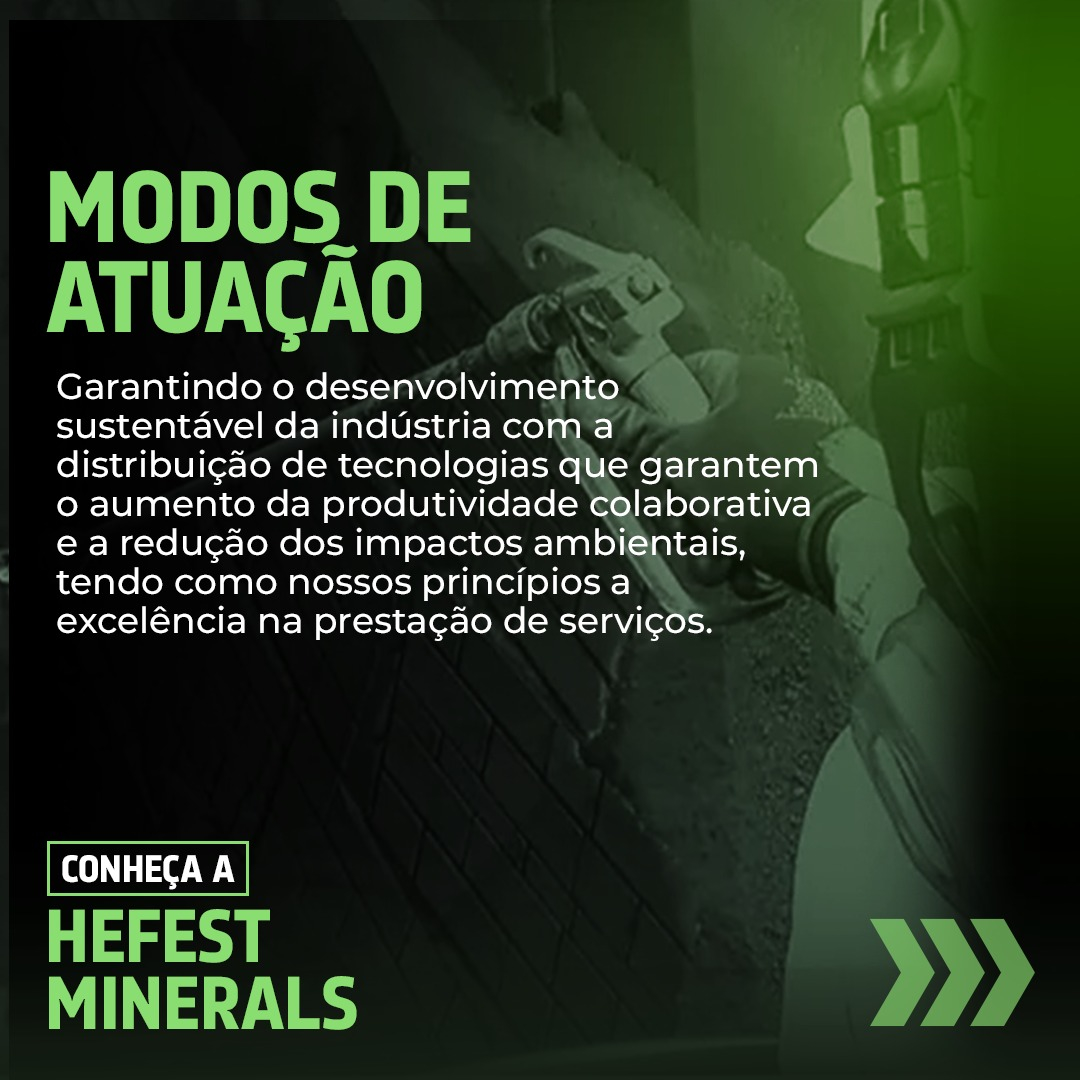 MODOS DE
ATUAÇÃO
Garantindo o desenvolvimento
sustentável da indústria com a
distribuição de tecnologias que garantem
o aumento da produtividade colaborativa
e a redução dos impactos ambientais,
tendo como nossos princípios a
excelência na prestação de serviços.
CONHEÇA A
HEFEST
MINERALS